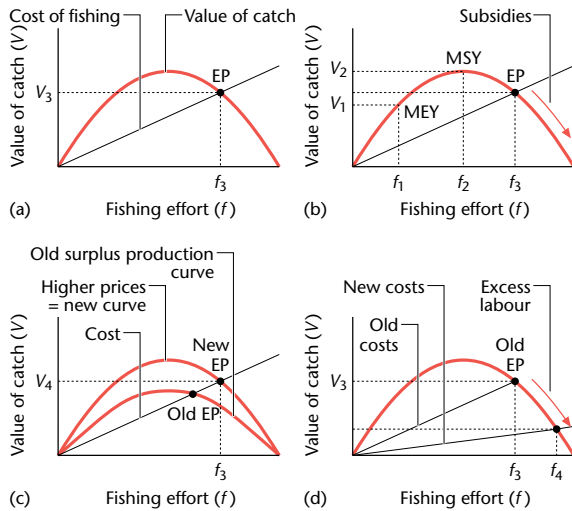 Cost of fishing
Value of catch
Value of catch (V)
V3
EP
f3
(a)
Fishing effort (f)
Subsidies
Value of catch (V)
V2
V1
MSY
EP
MEY
f1
f2
f3
(b)
Fishing effort (f)
Old surplus production
curve
Higher prices
= new curve
Cost
Value of catch (V)
V4
New
EP
Old EP
f3
(c)
Fishing effort (f)
New costs
Excess
labour
Old
costs
Old
EP
Value of catch (V)
V3
f3
f4
(d)
Fishing effort (f)